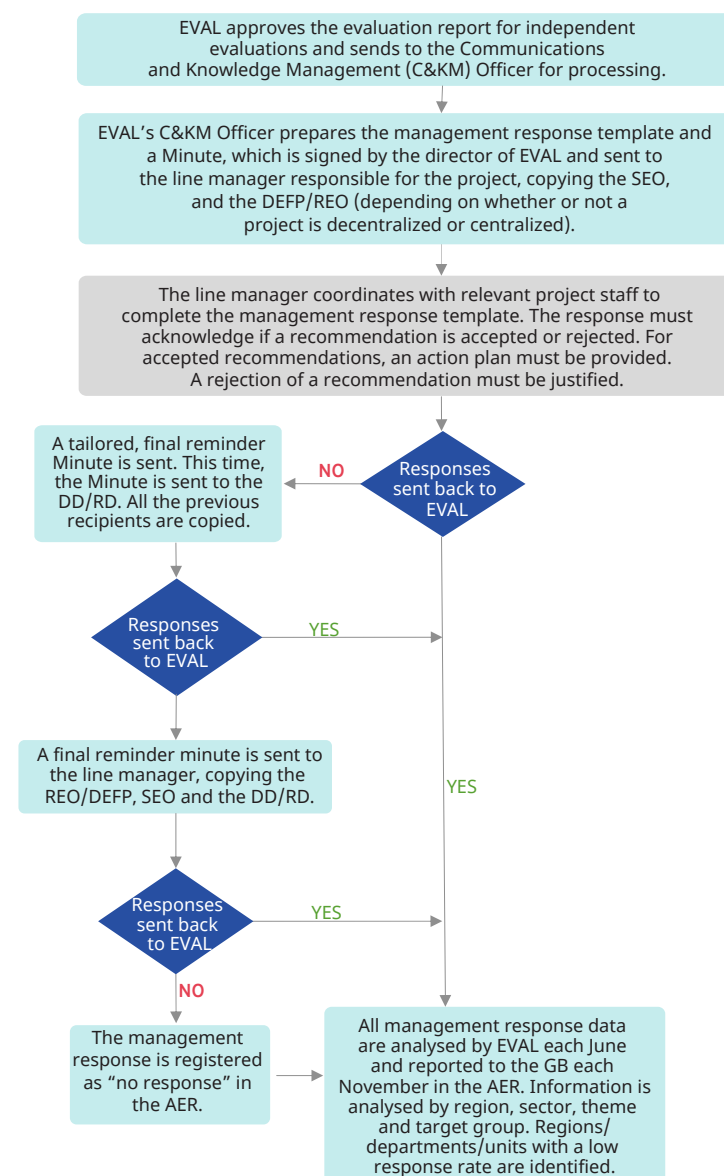 EVAL approves the evaluation report for independent
evaluations and sends to the Communications
and Knowledge Management (C&KM) Officer for processing.
EVAL’s C&KM Officer prepares the management response template and
a Minute, which is signed by the director of EVAL and sent to
the line manager responsible for the project, copying the SEO,
and the DEFP/REO (depending on whether or not a
project is decentralized or centralized).
The line manager coordinates with relevant project staff to
complete the management response template. The response must
acknowledge if a recommendation is accepted or rejected. For
accepted recommendations, an action plan must be provided.
A rejection of a recommendation must be justified.
Responses
sent back to
EVAL
NO
A tailored, final reminder
Minute is sent. This time,
the Minute is sent to the
DD/RD. All the previous
recipients are copied.
Responses
sent back
to EVAL
YES
A final reminder minute is sent to
the line manager, copying the
REO/DEFP, SEO and the DD/RD.
YES
Responses
sent back
to EVAL
YES
NO
The management
response is registered
as “no response” in
the AER.
All management response data
are analysed by EVAL each June
and reported to the GB each
November in the AER. Information is
analysed by region, sector, theme
and target group. Regions/
departments/units with a low
response rate are identified.